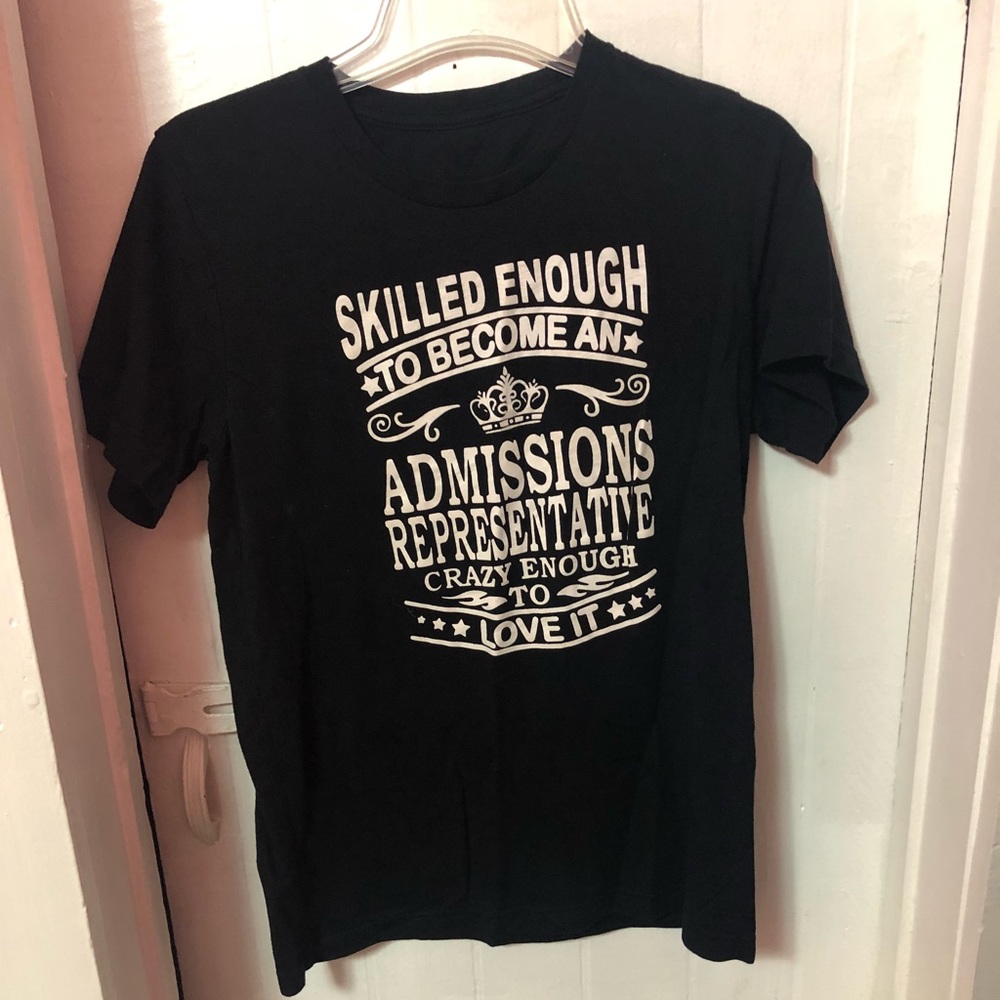 SKILLED ENOUGH
TO BECOME AN
ADMISSIONS
REPRESENTATIVE
CRAZY ENOUGH
TO
LOVE IT